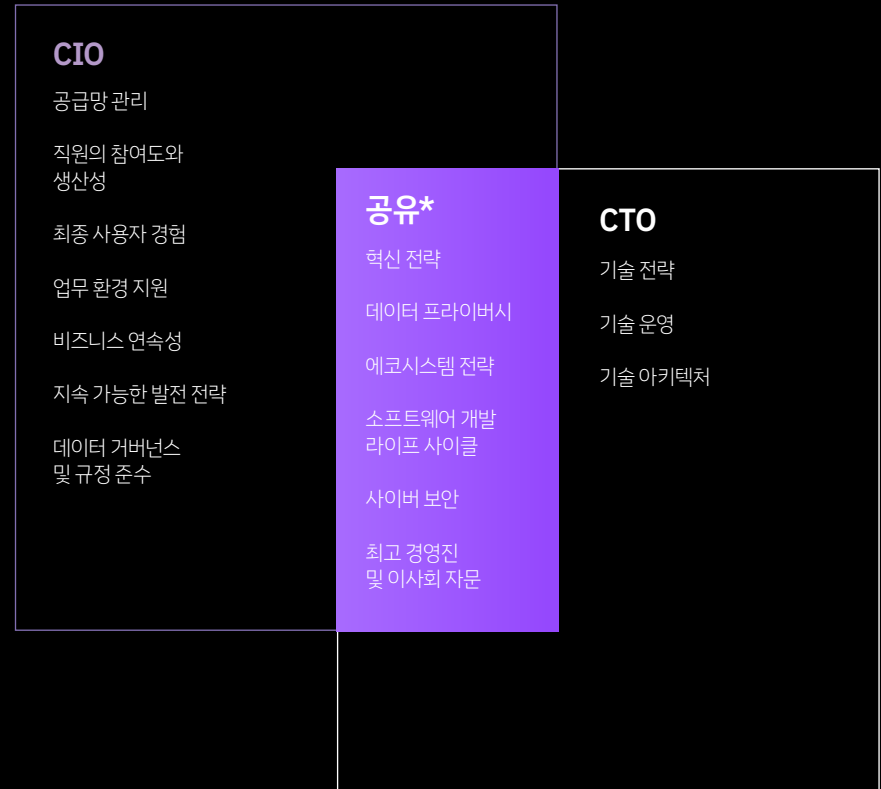 CIO
공급망 관리
직원의 참여도와
생산성
최종 사용자 경험
업무 환경 지원
비즈니스 연속성
지속 가능한 발전 전략
데이터 거버넌스
및 규정 준수
공유*
혁신 전략
데이터 프라이버시
에코시스템 전략
소프트웨어 개발
라이프 사이클
사이버 보안
최고 경영진
및 이사회 자문
CTO
기술 전략
기술 운영
기술 아키텍처